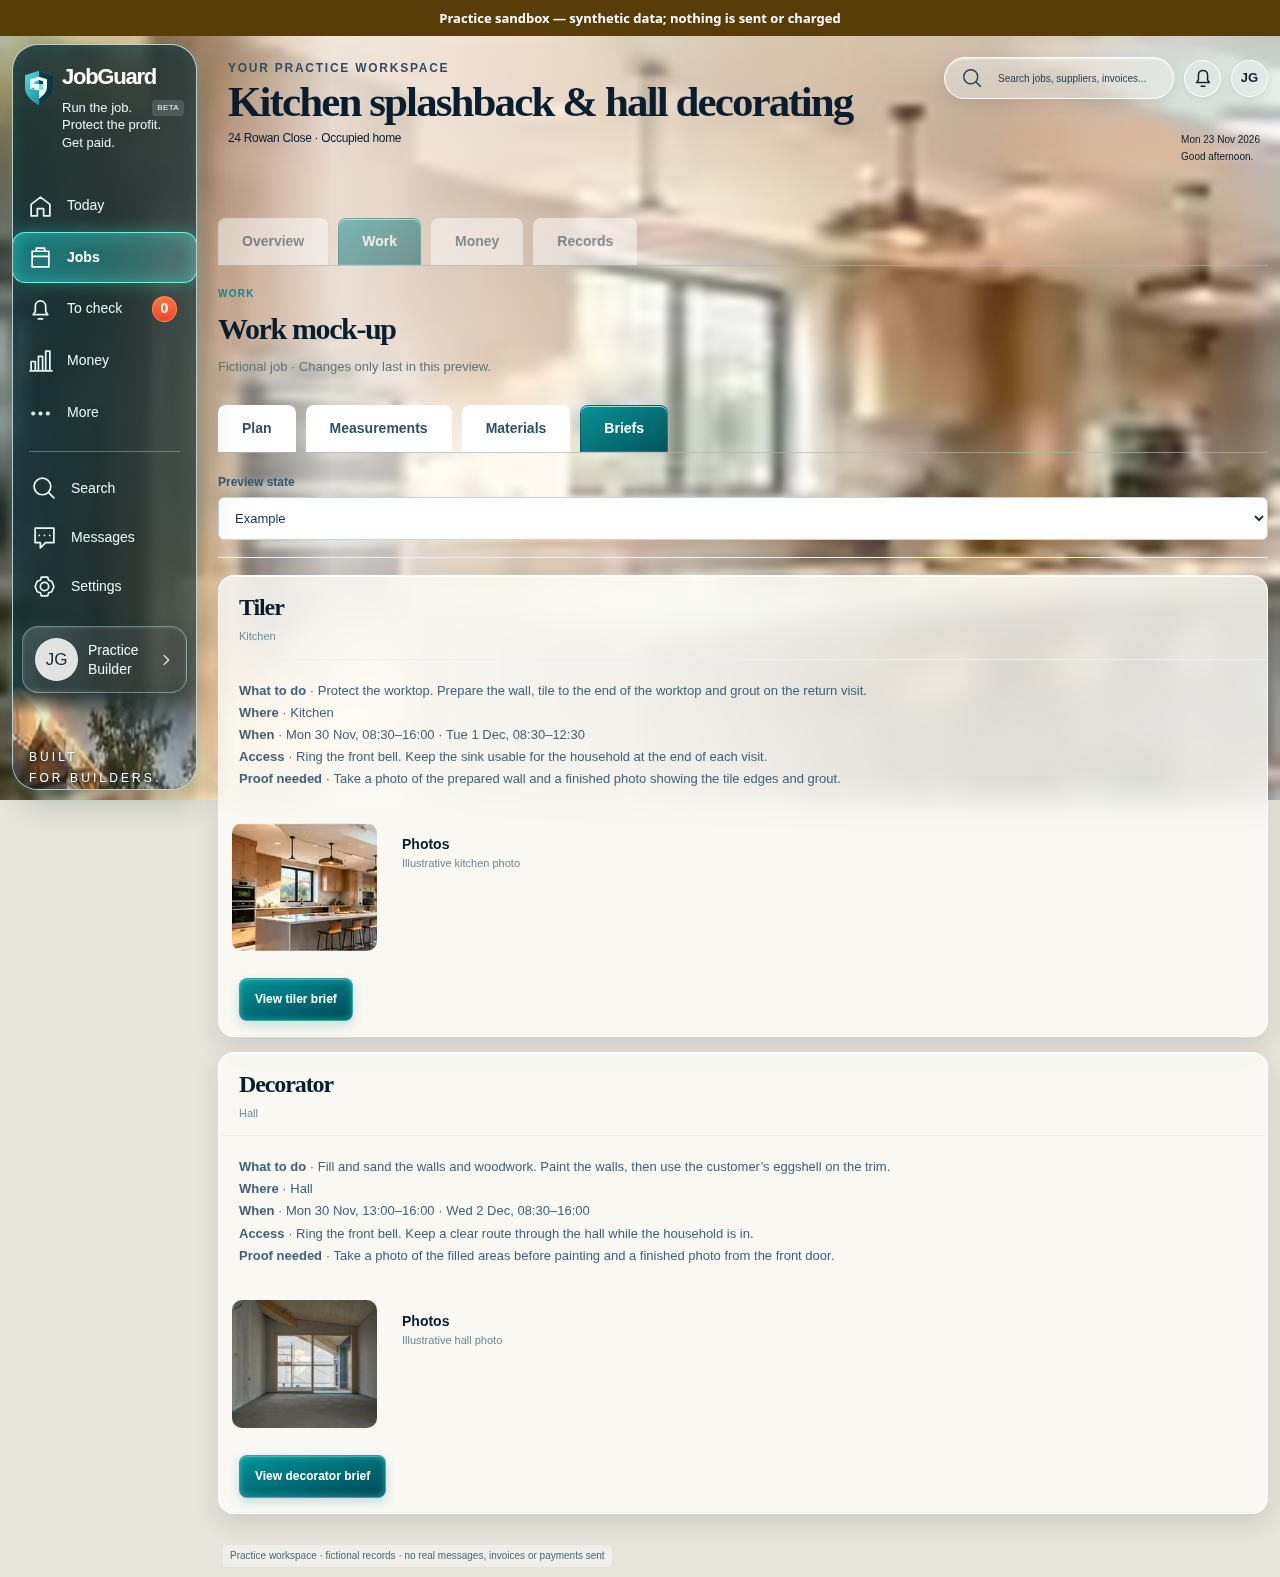 Practice sandbox — synthetic data; nothing is sent or charged
JobGuard
Run the job.
BETA
Protect the profit.
Get paid.
Today
Jobs
To check
0
Money
More
Search
Messages
Settings
JG
Practice
Builder
BUILT
FOR BUILDERS.
YOUR PRACTICE WORKSPACE
Kitchen splashback & hall decorating
24 Rowan Close · Occupied home
Search jobs, suppliers, invoices...
JG
Mon 23 Nov 2026
Good afternoon.
Overview
Work
Money
Records
WORK
Work mock-up
Fictional job · Changes only last in this preview.
Plan
Measurements
Materials
Briefs
Preview state
Example
Tiler
Kitchen
What to do · Protect the worktop. Prepare the wall, tile to the end of the worktop and grout on the return visit.
Where · Kitchen
When · Mon 30 Nov, 08:30–16:00 · Tue 1 Dec, 08:30–12:30
Access · Ring the front bell. Keep the sink usable for the household at the end of each visit.
Proof needed · Take a photo of the prepared wall and a finished photo showing the tile edges and grout.
Photos
Illustrative kitchen photo
View tiler brief
Decorator
Hall
What to do · Fill and sand the walls and woodwork. Paint the walls, then use the customer’s eggshell on the trim.
Where · Hall
When · Mon 30 Nov, 13:00–16:00 · Wed 2 Dec, 08:30–16:00
Access · Ring the front bell. Keep a clear route through the hall while the household is in.
Proof needed · Take a photo of the filled areas before painting and a finished photo from the front door.
Photos
Illustrative hall photo
View decorator brief
Practice workspace · fictional records · no real messages, invoices or payments sent